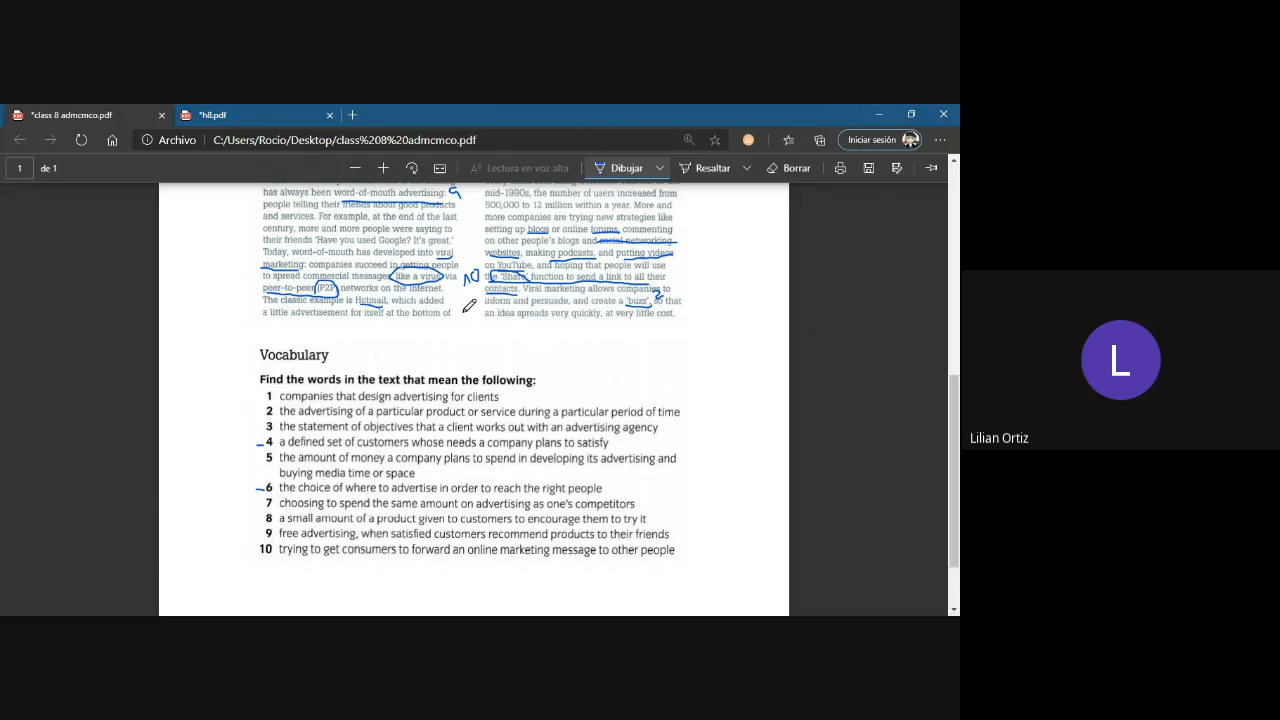 *class 8 admcmco.pdf
*h8.pdf
Archivo
C:/Users/Rocio/Desktop/class%208%20admcmco.pdf
Iniciar sesión
1
de 1
Lectura en voz alta
Dibujar
Resaltar
Borrar
has always been word-of-mouth advertising: 9
people telling their friends about good products
and services. For example, at the end of the last
century, more and more people were saying to
their friends 'Have you used Google? It's great.'
Today, word-of-mouth has developed into viral
marketing: companies succeed in getting people
to spread commercial messages like a virus via
peer-to-peer (P2P) networks on the internet.
The classic example is Hotmail, which added
a little advertisement for itself at the bottom of
mid-1990s, the number of users increased from
500,000 to 12 million within a year. More and
more companies are trying new strategies like
setting up blogs or online forums, commenting
on other people's blogs and social networking
websites, making podcasts, and putting videos
on YouTube, and hoping that people will use
the 'Share' function to send a link to all their
contacts. Viral marketing allows companies to
inform and persuade, and create a 'buzz', so that
an idea spreads very quickly, at very little cost.
Vocabulary
Find the words in the text that mean the following:
1 companies that design advertising for clients
2 the advertising of a particular product or service during a particular period of time
3 the statement of objectives that a client works out with an advertising agency
4 a defined set of customers whose needs a company plans to satisfy
5 the amount of money a company plans to spend in developing its advertising and
buying media time or space
6 the choice of where to advertise in order to reach the right people
7 choosing to spend the same amount on advertising as one's competitors
8 a small amount of a product given to customers to encourage them to try it
9 free advertising, when satisfied customers recommend products to their friends
10 trying to get consumers to forward an online marketing message to other people
L
Lilian Ortiz